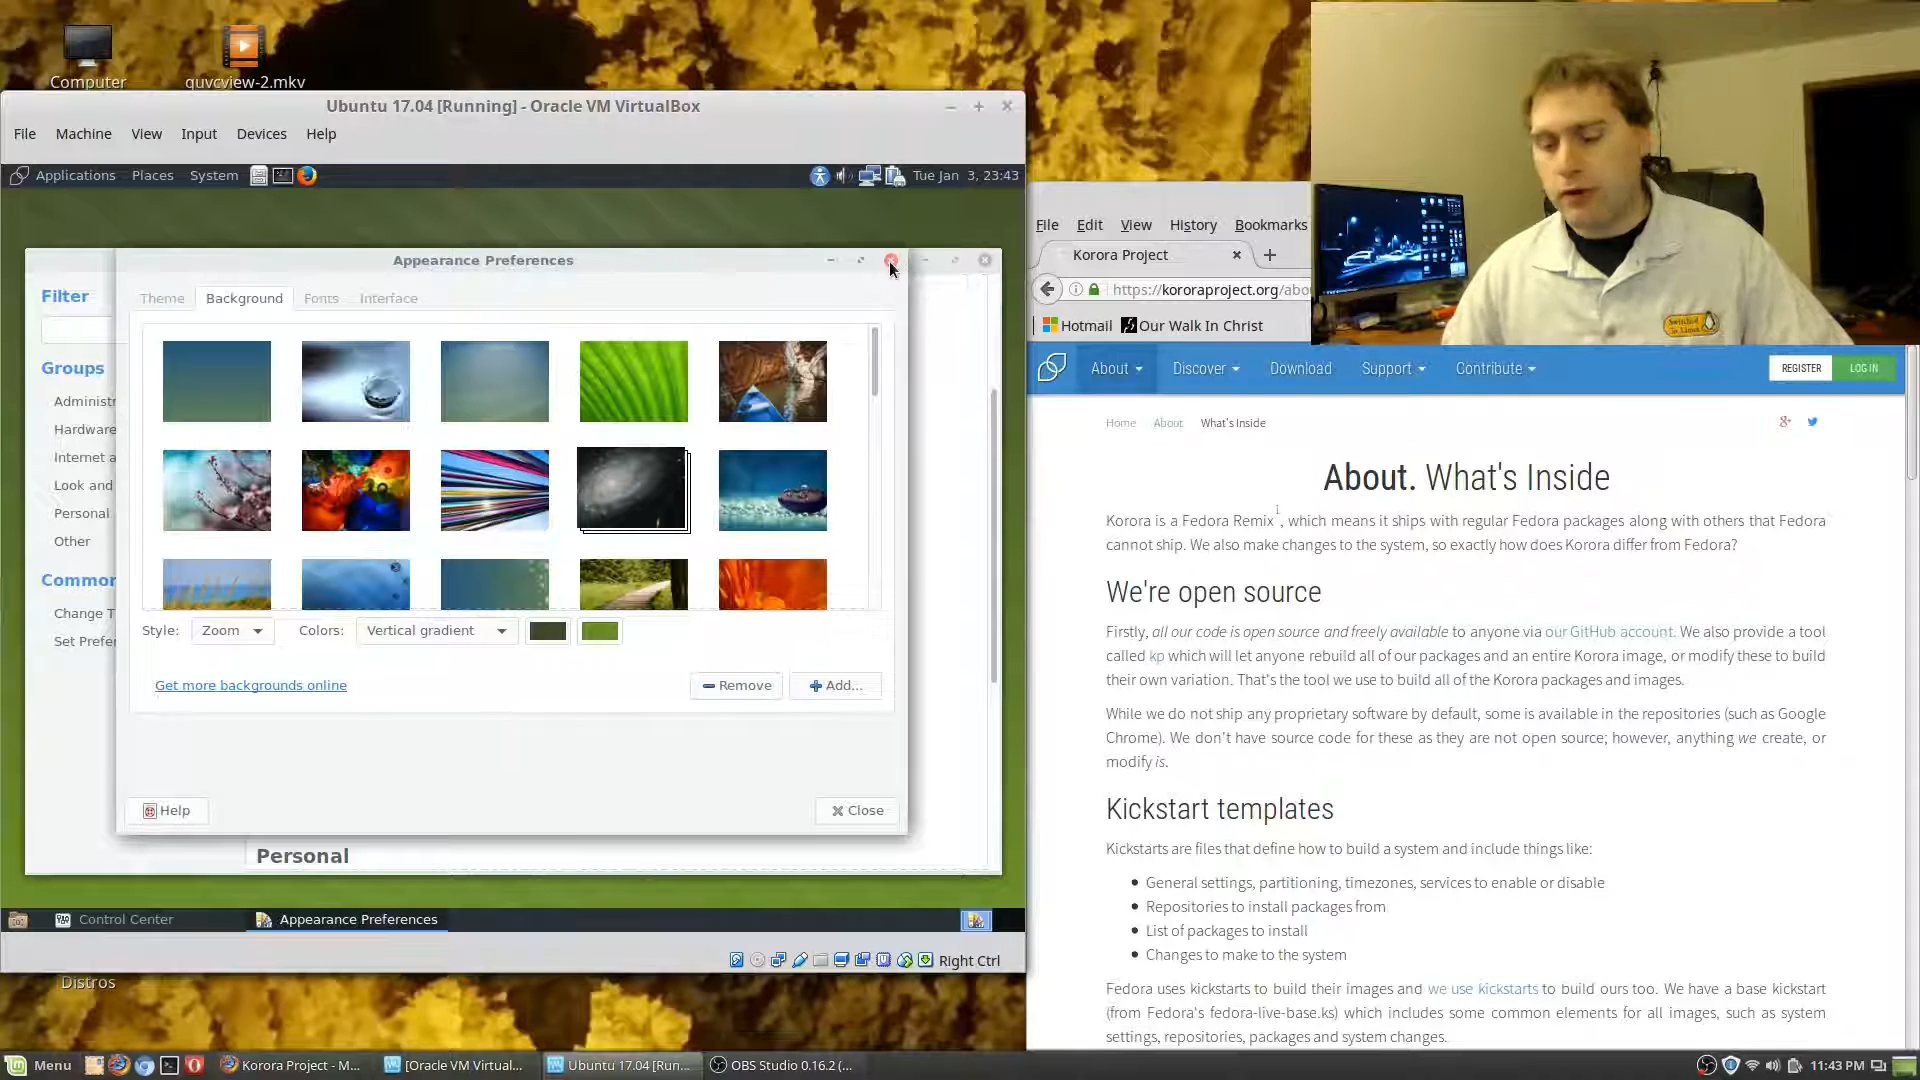 Computer
guvcview-2.mkv
Ubuntu 17.04 [Running] - Oracle VM VirtualBox
File Machine View Input Devices Help
Applications Places System
Tue Jan 3, 23:43
Appearance Preferences
Theme Background Fonts Interface
Filter
Groups
Administr
Hardware
Internet a
Look and
Personal
Other
Common
Change T
Set Prefer
Style: Zoom Colors: Vertical gradient
Get more backgrounds online
Remove Add...
Help
Close
Personal
Control Center
Appearance Preferences
Right Ctrl
Distros
File Edit View History Bookmarks
Korora Project
https://kororaproject.org/abo
Hotmail Our Walk In Christ
Switched To Linux
About Discover Download Support Contribute REGISTER LOG IN
Home About What's Inside
About. What's Inside
Korora is a Fedora Remix, which means it ships with regular Fedora packages along with others that Fedora
cannot ship. We also make changes to the system, so exactly how does Korora differ from Fedora?
We're open source
Firstly, all our code is open source and freely available to anyone via our GitHub account. We also provide a tool
called kp which will let anyone rebuild all of our packages and an entire Korora image, or modify these to build
their own variation. That's the tool we use to build all of the Korora packages and images.
While we do not ship any proprietary software by default, some is available in the repositories (such as Google
Chrome). We don't have source code for these as they are not open source; however, anything we create, or
modify is.
Kickstart templates
Kickstarts are files that define how to build a system and include things like:
General settings, partitioning, timezones, services to enable or disable
Repositories to install packages from
List of packages to install
Changes to make to the system
Fedora uses kickstarts to build their images and we use kickstarts to build ours too. We have a base kickstart
(from Fedora's fedora-live-base.ks) which includes some common elements for all images, such as system
settings, repositories, packages and system changes.
Menu
Korora Project - M...
[Oracle VM Virtual...
Ubuntu 17.04 [Run...
OBS Studio 0.16.2 (...
11:43 PM